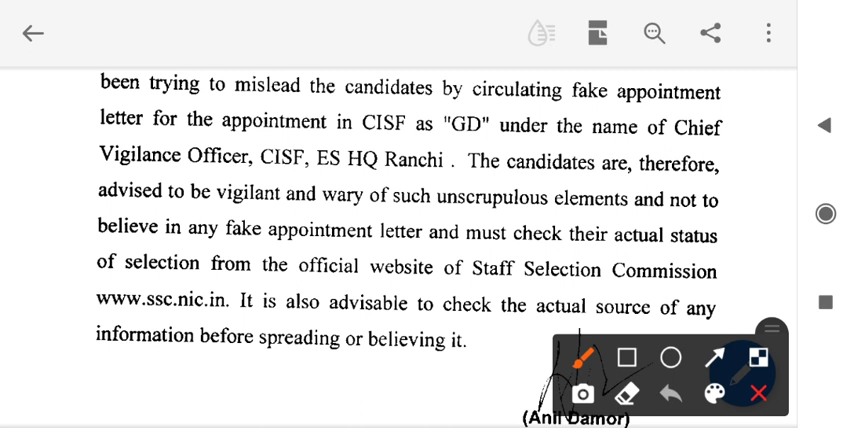 been trying to mislead the candidates by circulating fake appointment
letter for the appointment in CISF as "GD" under the name of Chief
Vigilance Officer, CISF, ES HQ Ranchi . The candidates are, therefore,
advised to be vigilant and wary of such unscrupulous elements and not to
believe in any fake appointment letter and must check their actual status
of selection from the official website of Staff Selection Commission
www.ssc.nic.in. It is also advisable to check the actual source of any
information before spreading or believing it.
(Anil Damor)